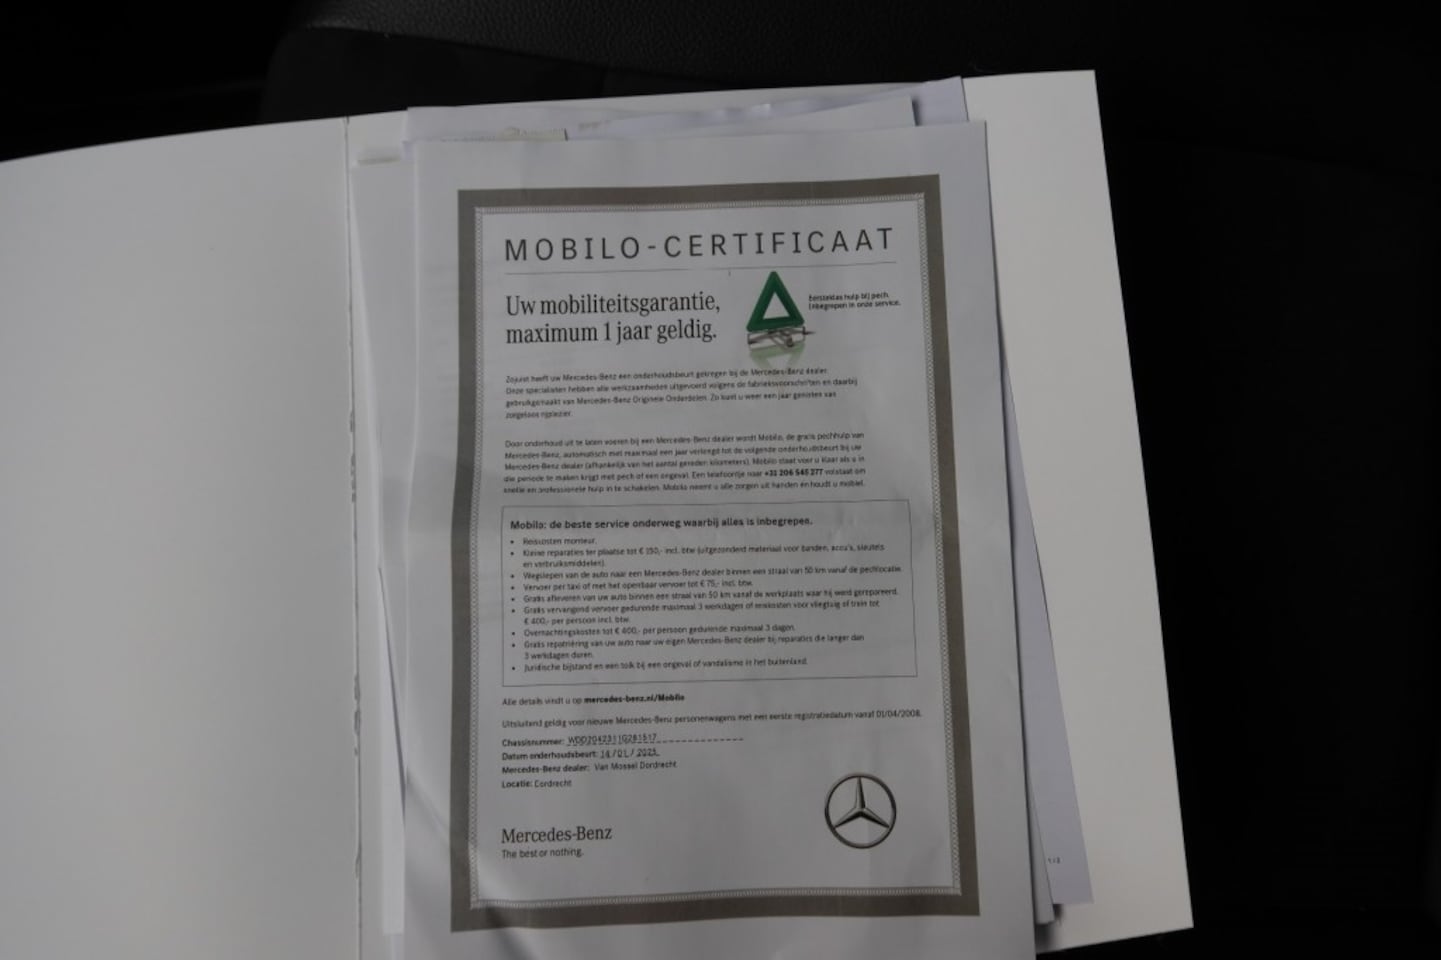 MOBILO-CERTIFICAAT
Uw mobiliteitsgarantie,
maximum 1 jaar geldig.
Eersteklas hulp bij pech.
Inbegrepen in onze service.
Zojuist heeft uw Mercedes-Benz een onderhoudsbeurt gekregen bij de Mercedes-Benz dealer.
Onze specialisten hebben alle werkzaamheden uitgevoerd volgens de fabrieksvoorschriften en daarbij
gebruikgemaakt van Mercedes-Benz Originele Onderdelen. Zo kunt u weer een jaar genieten van
zorgeloos rijplezier.
Door onderhoud uit te laten voeren bij een Mercedes-Benz dealer wordt Mobilo, de gratis pechhulp van
Mercedes-Benz, automatisch met maximaal een jaar verlengd tot de volgende onderhoudsbeurt bij uw
Mercedes-Benz dealer (afhankelijk van het aantal gereden kilometers). Mobilo staat voor u klaar als u in
die periode te maken krijgt met pech of een ongeval. Een telefoontje naar +31 206 545 277 volstaat om
snelle en professionele hulp in te schakelen. Mobilo neemt u alle zorgen uit handen en houdt u mobiel.
Mobilo: de beste service onderweg waarbij alles is inbegrepen.
• Reiskosten monteur.
• Kleine reparaties ter plaatse tot € 150,- incl. btw (uitgezonderd materiaal voor banden, accu's, sleutels
en verbruiksmiddelen).
• Wegslepen van de auto naar een Mercedes-Benz dealer binnen een straal van 50 km vanaf de pechlocatie.
• Vervoer per taxi of met het openbaar vervoer tot € 75,- incl. btw.
• Gratis afleveren van uw auto binnen een straal van 50 km vanaf de werkplaats waar hij werd gerepareerd.
• Gratis vervangend vervoer gedurende maximaal 3 werkdagen of reiskosten voor vliegtuig of trein tot
€ 400,- per persoon incl. btw.
• Overnachtingskosten tot € 400,- per persoon gedurende maximaal 3 dagen.
• Gratis repatriëring van uw auto naar uw eigen Mercedes-Benz dealer bij reparaties die langer dan
3 werkdagen duren.
• Juridische bijstand en een tolk bij een ongeval of vandalisme in het buitenland.
Alle details vindt u op mercedes-benz.nl/Mobilo
Uitsluitend geldig voor nieuwe Mercedes-Benz personenwagens met een eerste registratiedatum vanaf 01/04/2008.
Chassisnummer: WDD2042311G281517
Datum onderhoudsbeurt: 14 / 01 / 2025
Mercedes-Benz dealer: Van Mossel Dordrecht
Locatie: Dordrecht
Mercedes-Benz
The best or nothing.
1 / 2